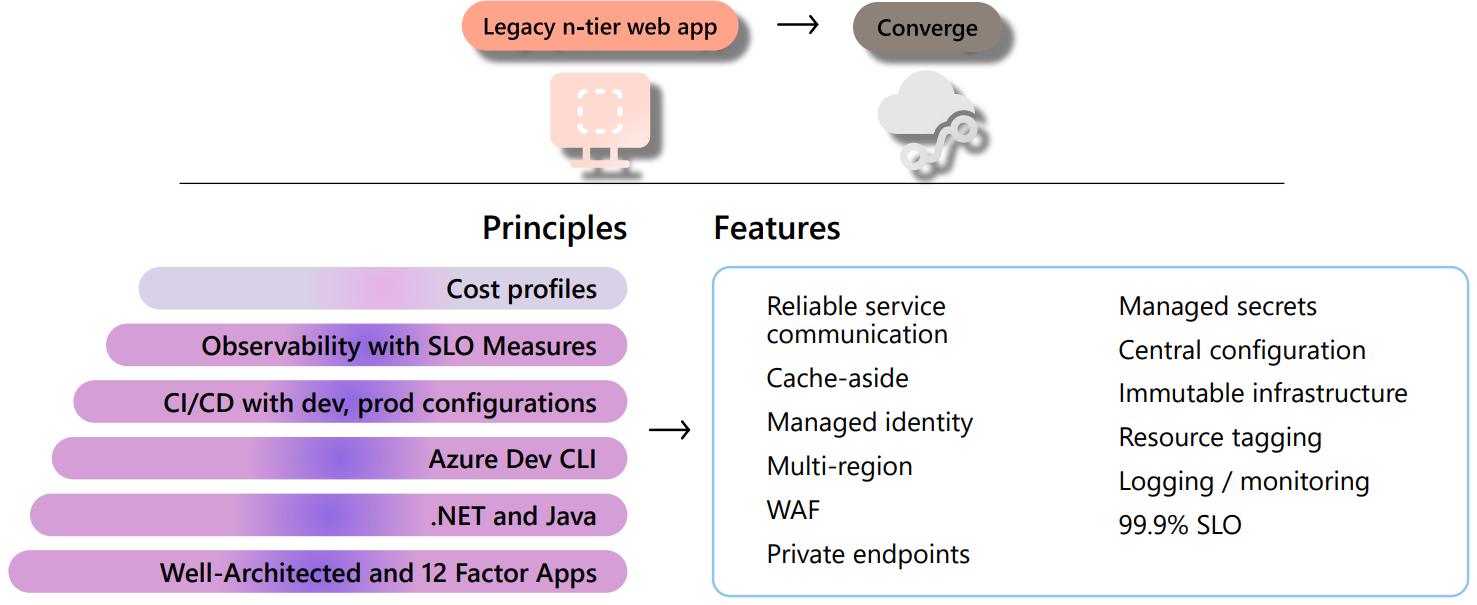 Legacy n-tier web app
Converge
Principles
Cost profiles
Observability with SLO Measures
CI/CD with dev, prod configurations
Azure Dev CLI
.NET and Java
Well-Architected and 12 Factor Apps
Features
Reliable service
communication
Cache-aside
Managed identity
Multi-region
WAF
Private endpoints
Managed secrets
Central configuration
Immutable infrastructure
Resource tagging
Logging / monitoring
99.9% SLO